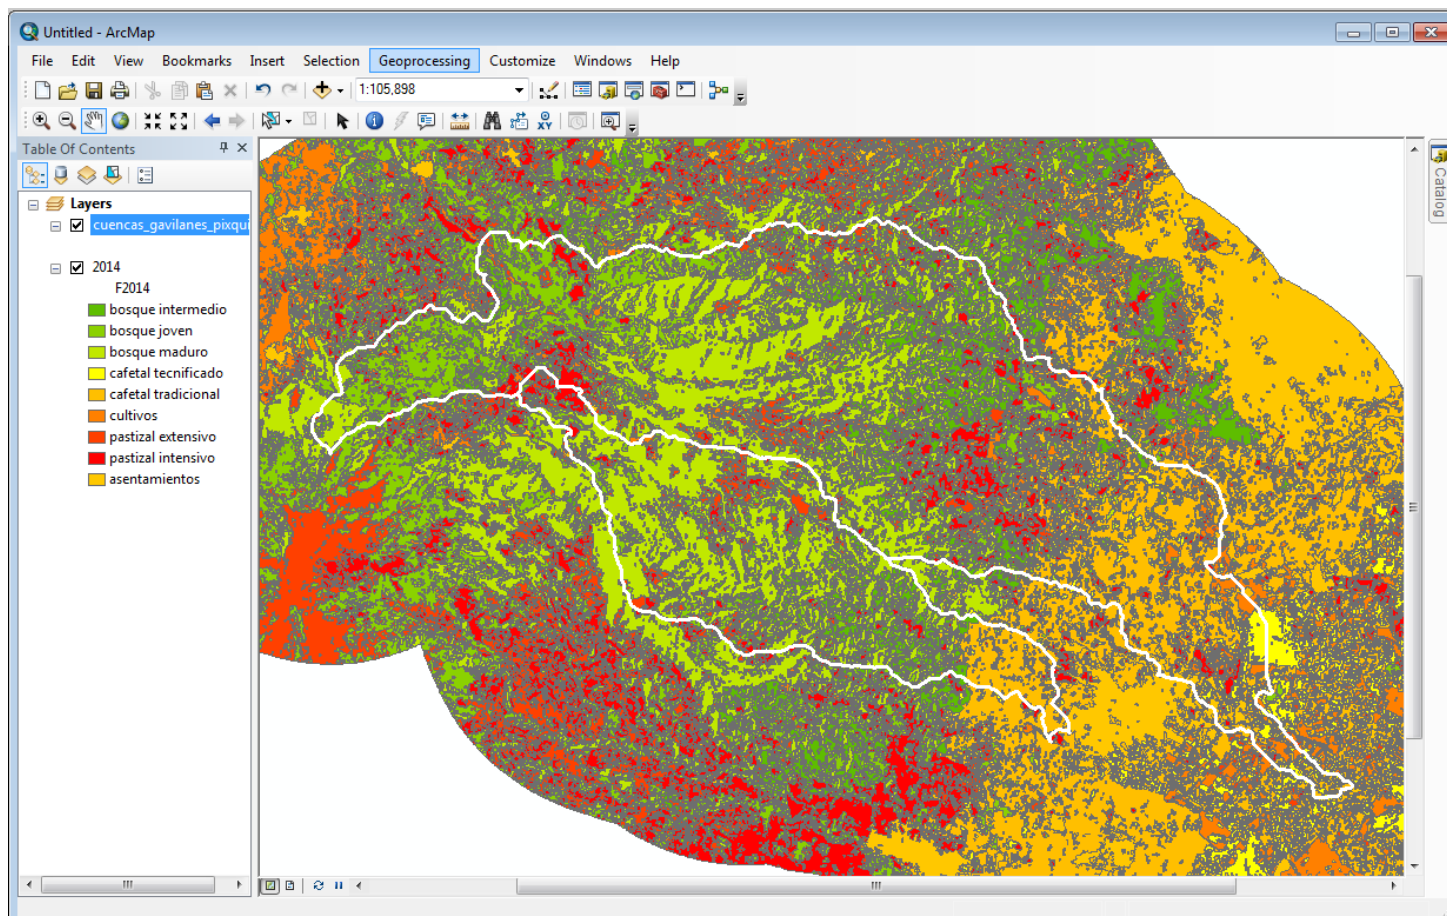 Untitled - ArcMap
File Edit View Bookmarks Insert Selection Geoprocessing Customize Windows Help
1:105,898
XY
Table Of Contents
Layers
cuencas_gavilanes_pixqui
2014
F2014
bosque intermedio
bosque joven
bosque maduro
cafetal tecnificado
cafetal tradicional
cultivos
pastizal extensivo
pastizal intensivo
asentamientos
Catalog